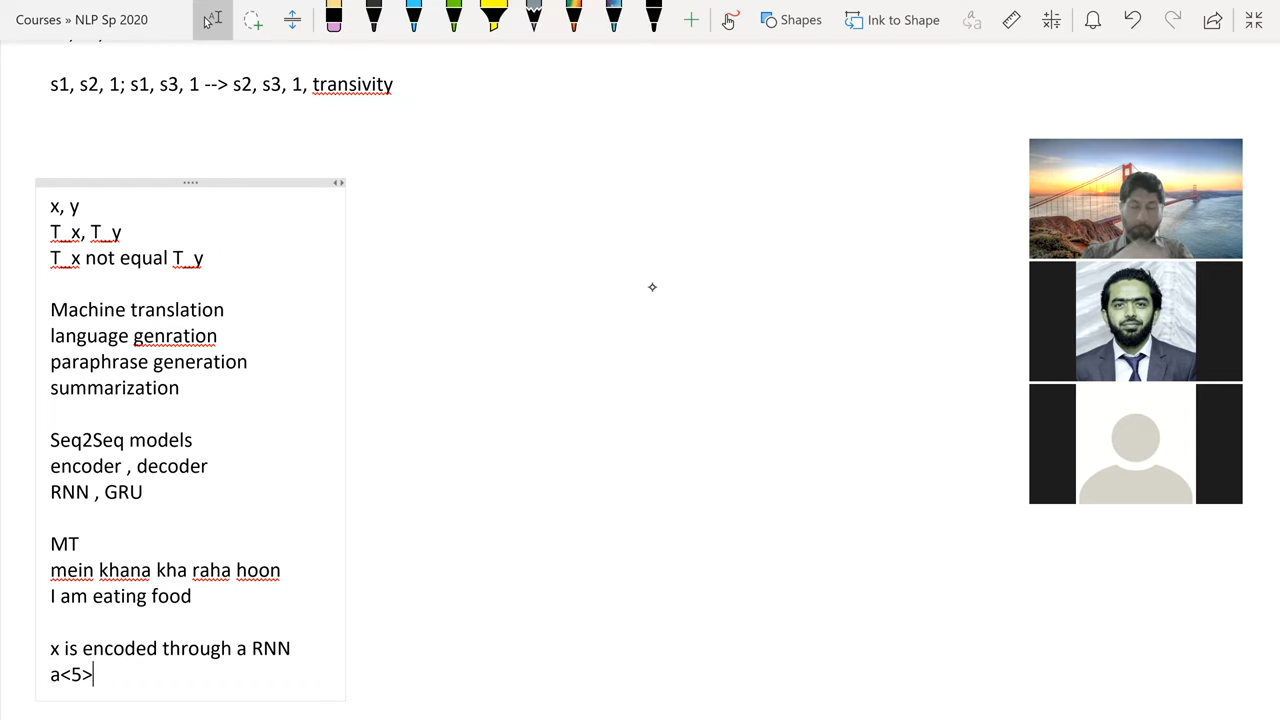 Courses » NLP Sp 2020
Shapes
Ink to Shape
s1, s2, 1; s1, s3, 1 --> s2, s3, 1, transivity
x, y
T_x, T_y
T_x not equal T_y
Machine translation
language genration
paraphrase generation
summarization
Seq2Seq models
encoder , decoder
RNN , GRU
MT
mein khana kha raha hoon
I am eating food
x is encoded through a RNN
a<5>